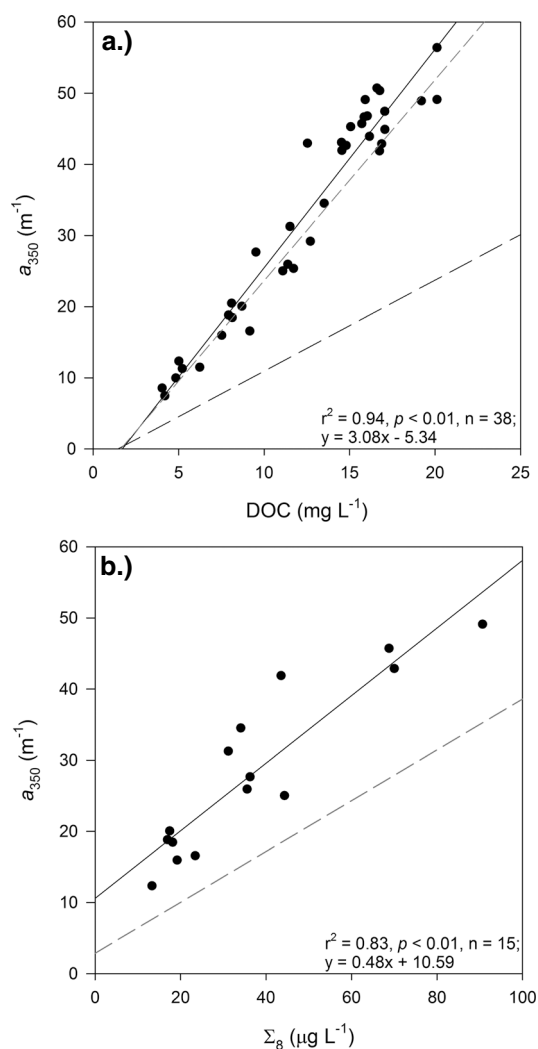 a.)
60
50
40
30
20
10
0
a350 (m-1)
0 5 10 15 20 25
DOC (mg L-1)
r2 = 0.94, p < 0.01, n = 38;
y = 3.08x - 5.34
b.)
60
50
40
30
20
10
0
a350 (m-1)
0 20 40 60 80 100
Σ8 (μg L-1)
r2 = 0.83, p < 0.01, n = 15;
y = 0.48x + 10.59